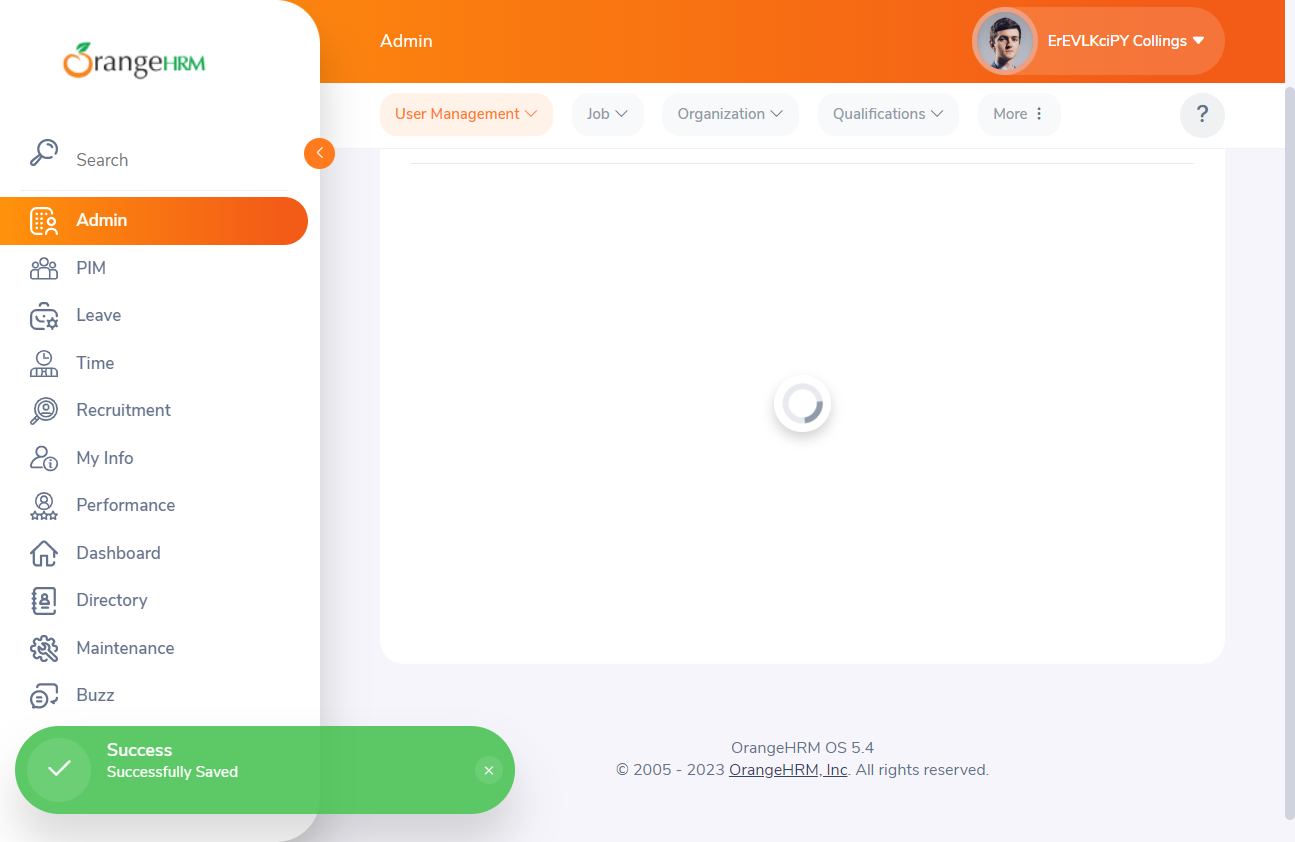 OrangeHRM
Admin
ErEVLKciPY Collings
User Management
Job
Organization
Qualifications
More
?
Search
Admin
PIM
Leave
Time
Recruitment
My Info
Performance
Dashboard
Directory
Maintenance
Buzz
Success
Successfully Saved
OrangeHRM OS 5.4
© 2005 - 2023 OrangeHRM, Inc. All rights reserved.